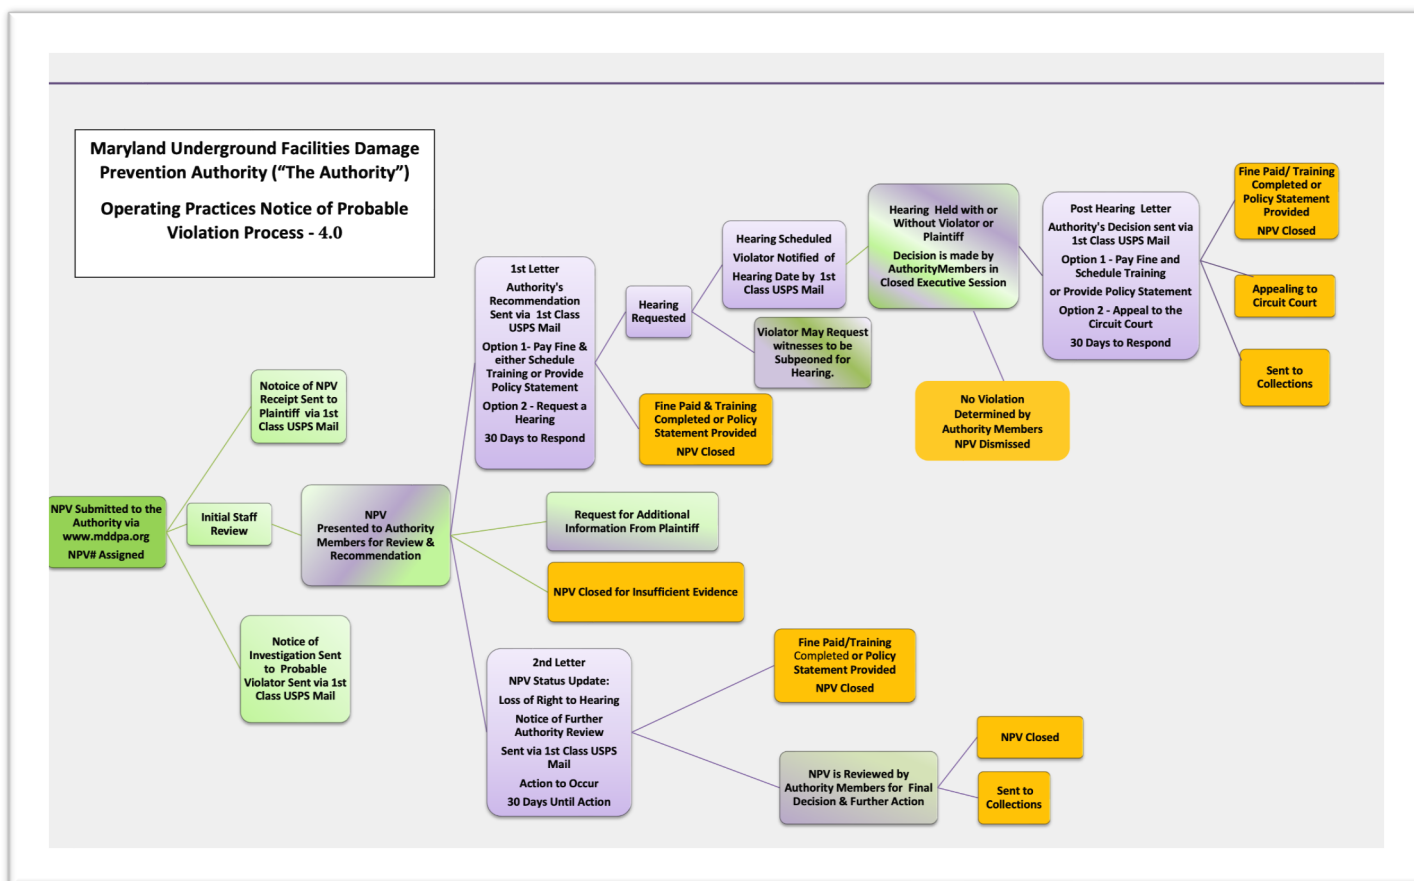 Maryland Underground Facilities Damage
Prevention Authority (“The Authority”)
Operating Practices Notice of Probable
Violation Process - 4.0
NPV Submitted to the
Authority via
www.mddpa.org
NPV# Assigned
Notoice of NPV
Receipt Sent to
Plaintiff via 1st
Class USPS Mail
Initial Staff
Review
Notice of
Investigation Sent
to Probable
Violator Sent via 1st
Class USPS Mail
NPV
Presented to Authority
Members for Review &
Recommendation
1st Letter
Authority's
Recommendation
Sent via 1st Class
USPS Mail
Option 1- Pay Fine &
either Schedule
Training or Provide
Policy Statement
Option 2 - Request a
Hearing
30 Days to Respond
Hearing
Requested
Fine Paid & Training
Completed or Policy
Statement Provided
NPV Closed
Hearing Scheduled
Violator Notified of
Hearing Date by 1st
Class USPS Mail
Violator May Request
witnesses to be
Subpeoned for
Hearing.
Hearing Held with or
Without Violator or
Plaintiff
Decision is made by
AuthorityMembers in
Closed Executive Session
No Violation
Determined by
Authority Members
NPV Dismissed
Post Hearing Letter
Authority's Decision sent via
1st Class USPS Mail
Option 1 - Pay Fine and
Schedule Training
or Provide Policy Statement
Option 2 - Appeal to the
Circuit Court
30 Days to Respond
Fine Paid/ Training
Completed or
Policy Statement
Provided
NPV Closed
Appealing to
Circuit Court
Sent to
Collections
Request for Additional
Information From Plaintiff
NPV Closed for Insufficient Evidence
2nd Letter
NPV Status Update:
Loss of Right to Hearing
Notice of Further
Authority Review
Sent via 1st Class USPS
Mail
Action to Occur
30 Days Until Action
Fine Paid/Training
Completed or Policy
Statement Provided
NPV Closed
NPV is Reviewed by
Authority Members for Final
Decision & Further Action
NPV Closed
Sent to
Collections